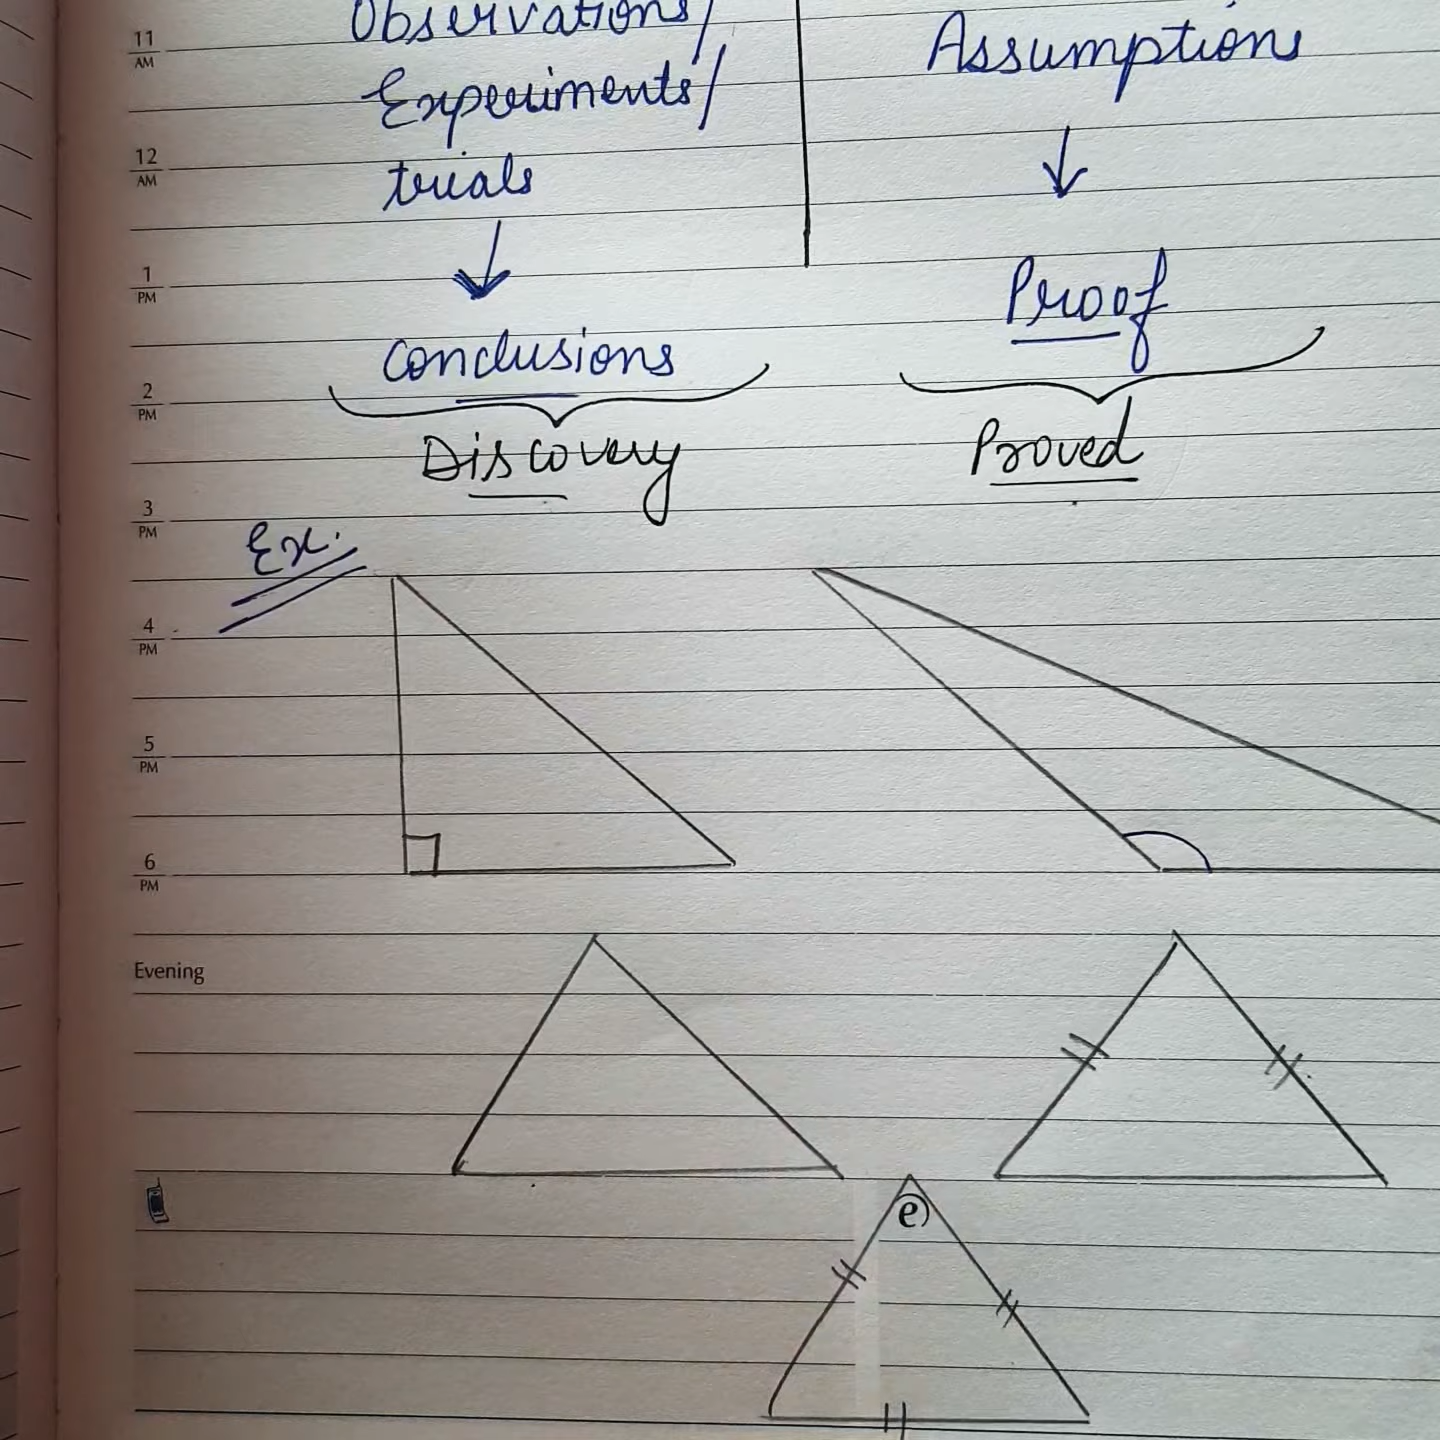 11
AM
Observations/
Experiments/
trials
Assumptions
12
AM
1
PM
Conclusions
Proof
2
PM
Discovery
Proved
3
PM
Ex.
4
PM
5
PM
6
PM
Evening
e